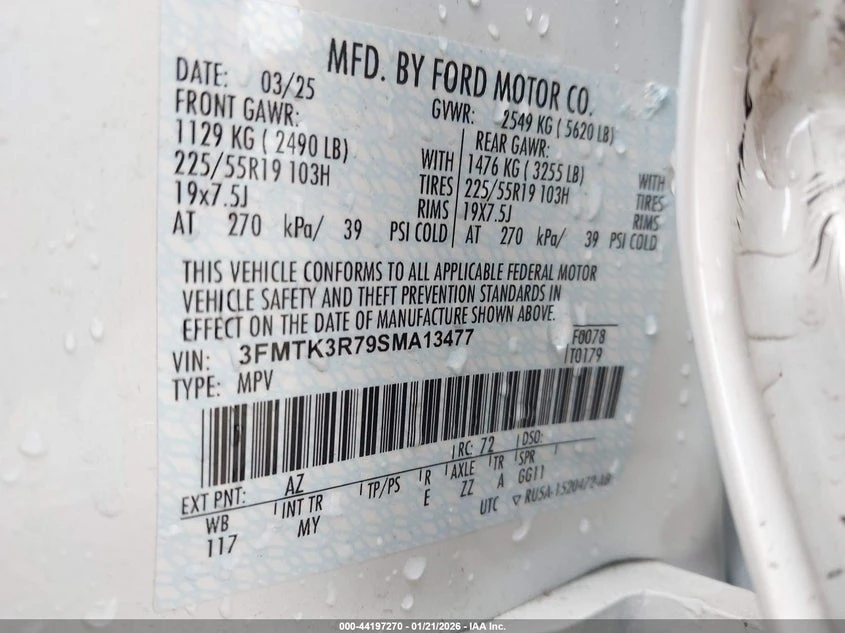 MFD. BY FORD MOTOR CO.
DATE: 03/25
GVWR: 2549 KG ( 5620 LB)
FRONT GAWR:
1129 KG ( 2490 LB)
225/55R19 103H
19x7.5J
AT 270 kPa/ 39 PSI COLD
WITH
TIRES
RIMS
REAR GAWR:
1476 KG ( 3255 LB)
225/55R19 103H
19X7.5J
AT 270 kPa/ 39 PSI COLD
WITH
TIRES
RIMS
THIS VEHICLE CONFORMS TO ALL APPLICABLE FEDERAL MOTOR
VEHICLE SAFETY AND THEFT PREVENTION STANDARDS IN
EFFECT ON THE DATE OF MANUFACTURE SHOWN ABOVE.
VIN: 3FMTK3R79SMA13477
F0078
T0179
TYPE: MPV
RC: 72 DSO:
EXT PNT: AZ
WB INT TR TP/PS R AXLE TR SPR
117 MY E ZZ A GG11
UTC RU5A-1520472-AB
000-44197270 - 01/21/2026 - IAA Inc.